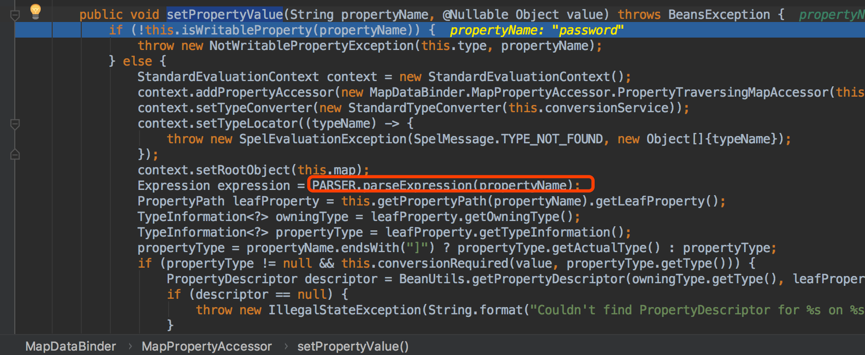 public void setPropertyValue(String propertyName, @Nullable Object value) throws BeansException { propertyN
if (!this.isWritableProperty(propertyName)) { propertyName: "password"
throw new NotWritablePropertyException(this.type, propertyName);
} else {
StandardEvaluationContext context = new StandardEvaluationContext();
context.addPropertyAccessor(new MapDataBinder.MapPropertyAccessor.PropertyTraversingMapAccessor(this
context.setTypeConverter(new StandardTypeConverter(this.conversionService));
context.setTypeLocator((typeName) -> {
throw new SpelEvaluationException(SpelMessage.TYPE_NOT_FOUND, new Object[]{typeName});
});
context.setRootObject(this.map);
Expression expression = PARSER.parseExpression(propertyName);
PropertyPath leafProperty = this.getPropertyPath(propertyName).getLeafProperty();
TypeInformation<?> owningType = leafProperty.getOwningType();
TypeInformation<?> propertyType = leafProperty.getTypeInformation();
propertyType = propertyName.endsWith("]") ? propertyType.getActualType() : propertyType;
if (propertyType != null && this.conversionRequired(value, propertyType.getType())) {
PropertyDescriptor descriptor = BeanUtils.getPropertyDescriptor(owningType.getType(), leafProper
if (descriptor == null) {
throw new IllegalStateException(String.format("Couldn't find PropertyDescriptor for %s on %s
}
MapDataBinder › MapPropertyAccessor › setPropertyValue()